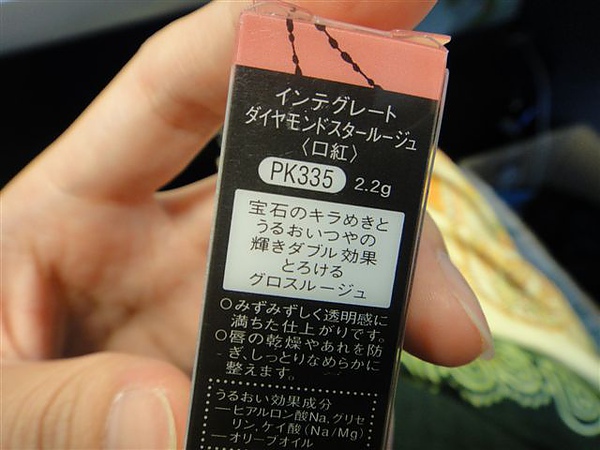 インテグレート
ダイヤモンドスタールージュ
〈口紅〉
PK335 2.2g
宝石のキラめきと
うるおいつやの
輝きダブル効果
とろける
グロスルージュ
○みずみずしく透明感に
満ちた仕上がりです。
○唇の乾燥やあれを防
ぎ、しっとりなめらかに
整えます。
うるおい効果成分
―ヒアルロン酸Na、グリセ
リン、ケイ酸(Na/Mg)
―オリーブオイル